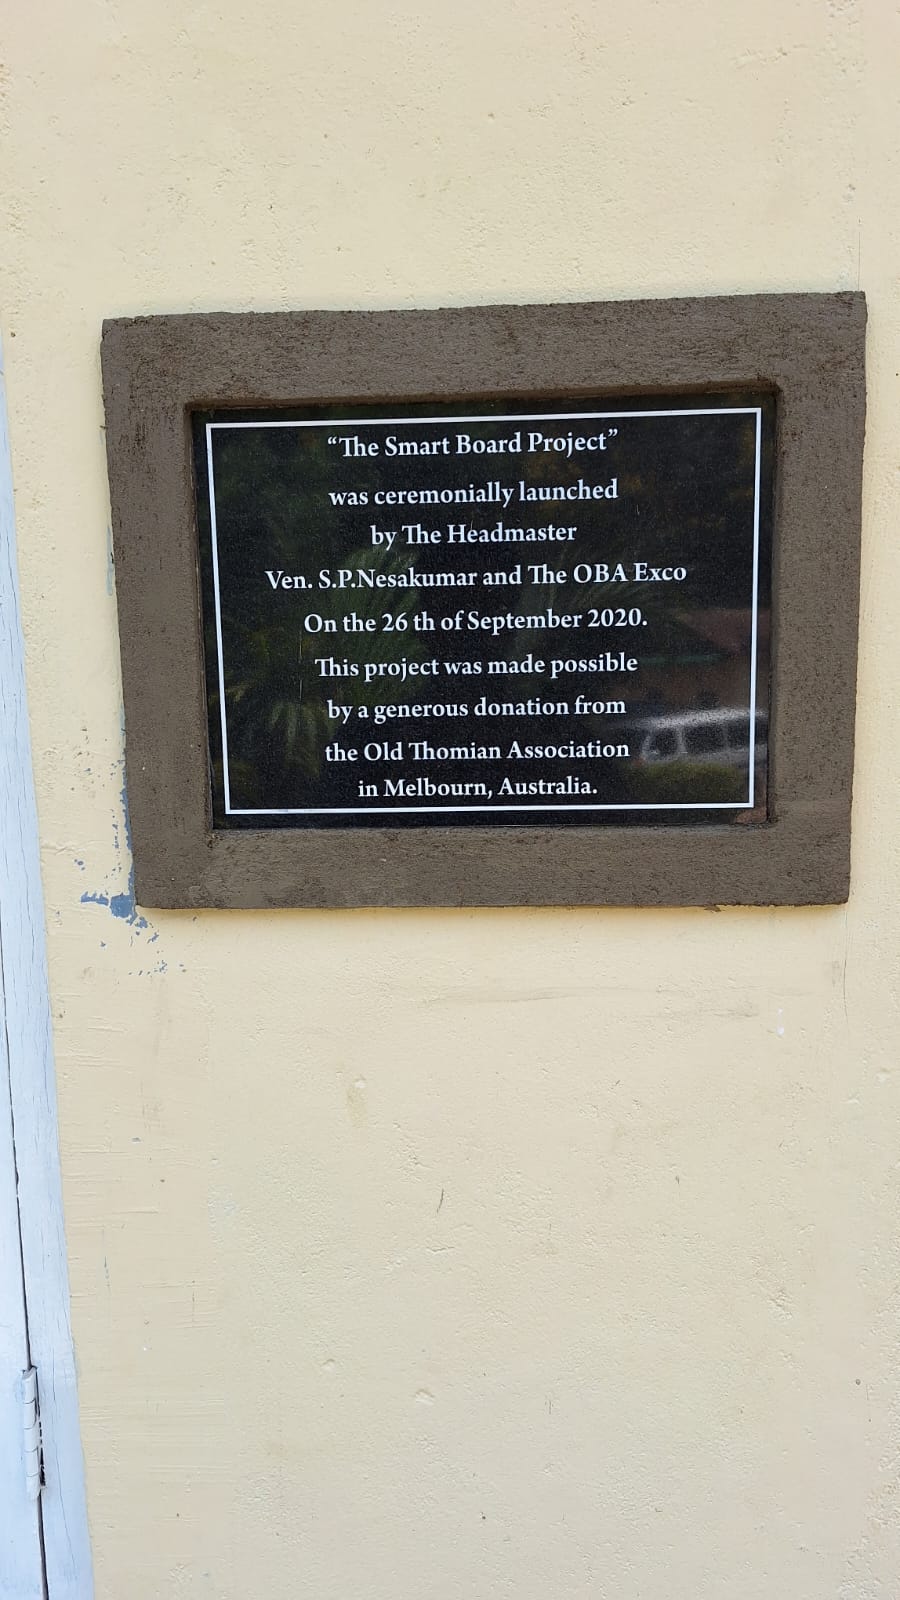 “The Smart Board Project”
was ceremonially launched
by The Headmaster
Ven. S.P.Nesakumar and The OBA Exco
On the 26 th of September 2020.
This project was made possible
by a generous donation from
the Old Thomian Association
in Melbourn, Australia.